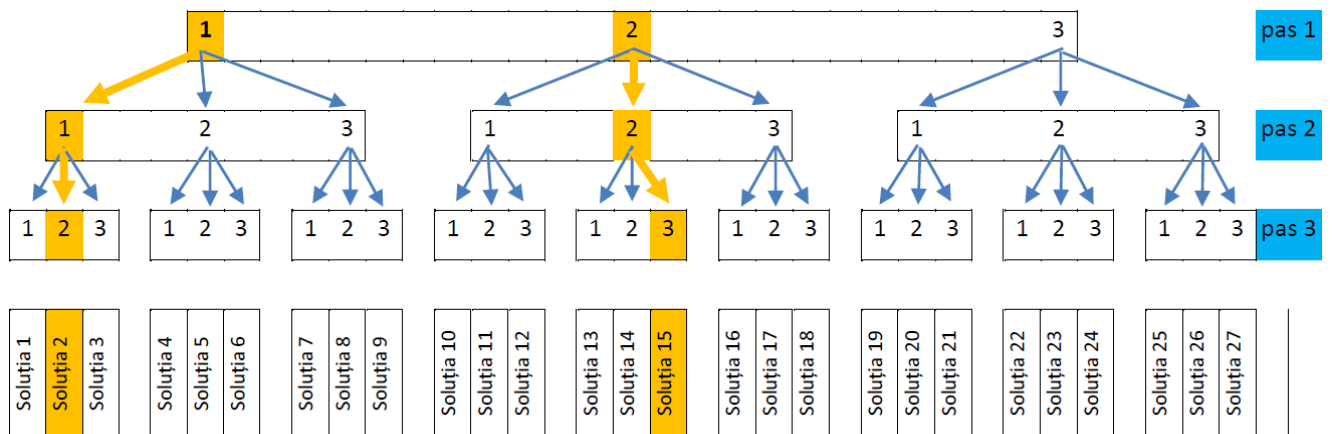 1 2 3 pas 1
1 2 3 1 2 3 1 2 3 pas 2
1 2 3 1 2 3 1 2 3 1 2 3 1 2 3 1 2 3 1 2 3 1 2 3 1 2 3 pas 3
Soluția 1
Soluția 2
Soluția 3
Soluția 4
Soluția 5
Soluția 6
Soluția 7
Soluția 8
Soluția 9
Soluția 10
Soluția 11
Soluția 12
Soluția 13
Soluția 14
Soluția 15
Soluția 16
Soluția 17
Soluția 18
Soluția 19
Soluția 20
Soluția 21
Soluția 22
Soluția 23
Soluția 24
Soluția 25
Soluția 26
Soluția 27